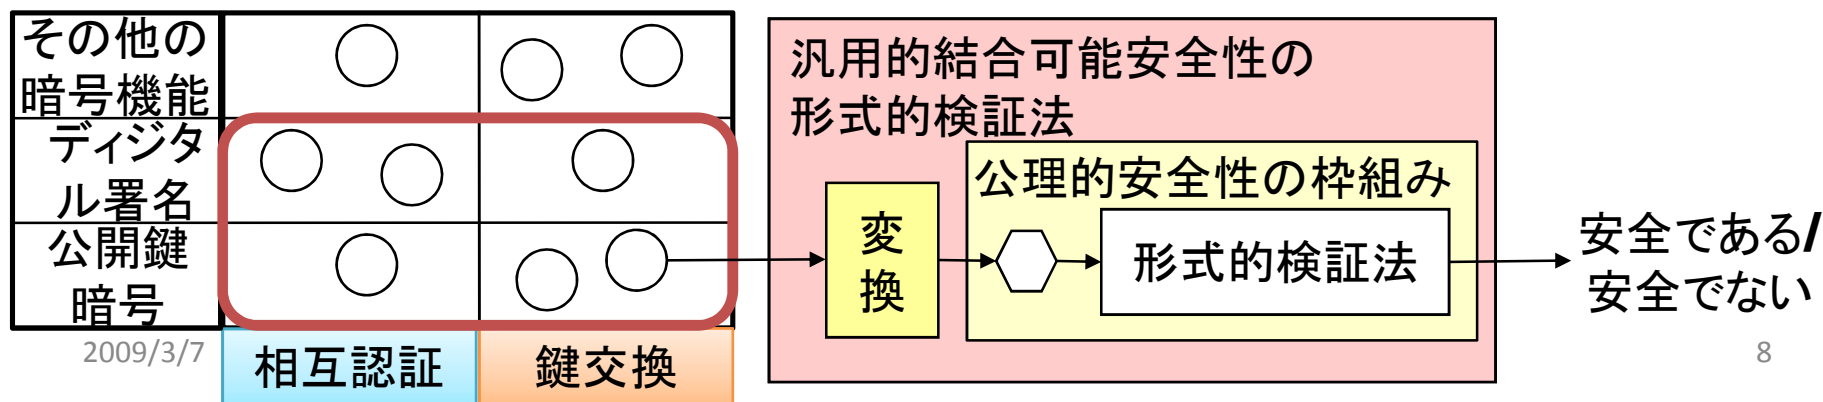 その他の
暗号機能
ディジタ
ル署名
公開鍵
暗号
相互認証
鍵交換
汎用的結合可能安全性の
形式的検証法
公理的安全性の枠組み
変
換
形式的検証法
安全である/
安全でない
2009/3/7
8